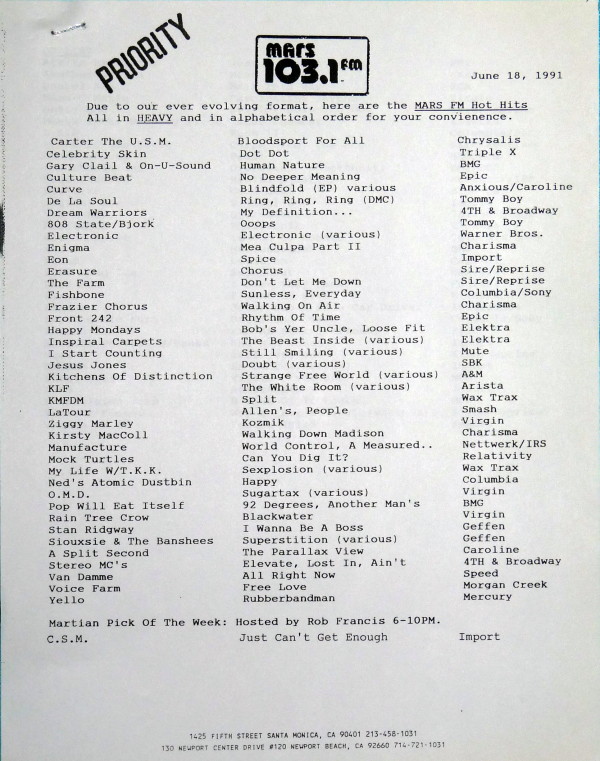 PRIORITY
MARS
103.1 FM
June 18, 1991
Due to our ever evolving format, here are the MARS FM Hot Hits
All in HEAVY and in alphabetical order for your convienence.
Carter The U.S.M. Bloodsport For All Chrysalis
Celebrity Skin Dot Dot Triple X
Gary Clail & On-U-Sound Human Nature BMG
Culture Beat No Deeper Meaning Epic
Curve Blindfold (EP) various Anxious/Caroline
De La Soul Ring, Ring, Ring (DMC) Tommy Boy
Dream Warriors My Definition... 4TH & Broadway
808 State/Bjork Ooops Tommy Boy
Electronic Electronic (various) Warner Bros.
Enigma Mea Culpa Part II Charisma
Eon Spice Import
Erasure Chorus Sire/Reprise
The Farm Don't Let Me Down Sire/Reprise
Fishbone Sunless, Everyday Columbia/Sony
Frazier Chorus Walking On Air Charisma
Front 242 Rhythm Of Time Epic
Happy Mondays Bob's Yer Uncle, Loose Fit Elektra
Inspiral Carpets The Beast Inside (various) Elektra
I Start Counting Still Smiling (various) Mute
Jesus Jones Doubt (various) SBK
Kitchens Of Distinction Strange Free World (various) A&M
KLF The White Room (various) Arista
KMFDM Split Wax Trax
LaTour Allen's, People Smash
Ziggy Marley Kozmik Virgin
Kirsty MacColl Walking Down Madison Charisma
Manufacture World Control, A Measured.. Nettwerk/IRS
Mock Turtles Can You Dig It? Relativity
My Life W/T.K.K. Sexplosion (various) Wax Trax
Ned's Atomic Dustbin Happy Columbia
O.M.D. Sugartax (various) Virgin
Pop Will Eat Itself 92 Degrees, Another Man's BMG
Rain Tree Crow Blackwater Virgin
Stan Ridgway I Wanna Be A Boss Geffen
Siouxsie & The Banshees Superstition (various) Geffen
A Split Second The Parallax View Caroline
Stereo MC's Elevate, Lost In, Ain't 4TH & Broadway
Van Damme All Right Now Speed
Voice Farm Free Love Morgan Creek
Yello Rubberbandman Mercury
Martian Pick Of The Week: Hosted by Rob Francis 6-10PM.
C.S.M. Just Can't Get Enough Import
1425 FIFTH STREET SANTA MONICA, CA 90401 213-458-1031
130 NEWPORT CENTER DRIVE #120 NEWPORT BEACH, CA 92660 714-721-1031